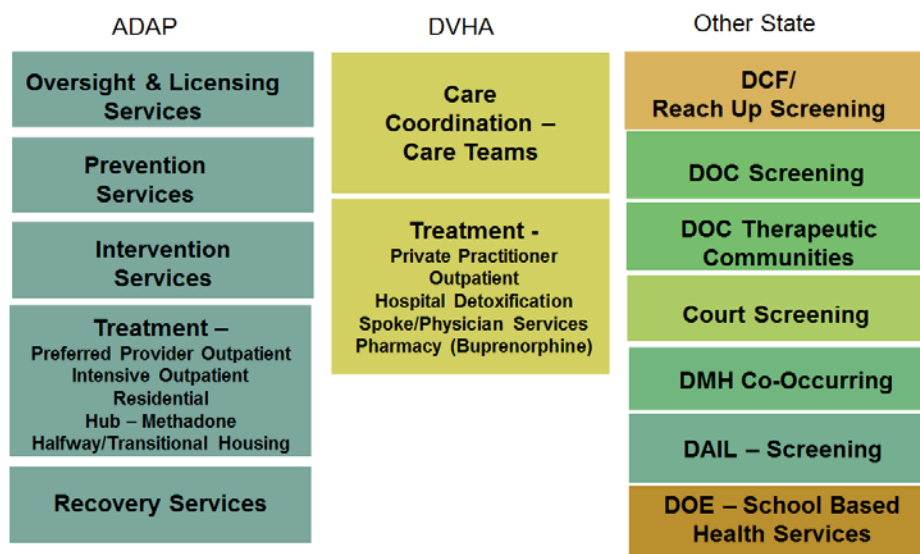 ADAP
Oversight & Licensing
Services
Prevention
Services
Intervention
Services
Treatment –
Preferred Provider Outpatient
Intensive Outpatient
Residential
Hub – Methadone
Halfway/Transitional Housing
Recovery Services
DVHA
Care
Coordination –
Care Teams
Treatment -
Private Practitioner
Outpatient
Hospital Detoxification
Spoke/Physician Services
Pharmacy (Buprenorphine)
Other State
DCF/
Reach Up Screening
DOC Screening
DOC Therapeutic
Communities
Court Screening
DMH Co-Occurring
DAIL – Screening
DOE – School Based
Health Services